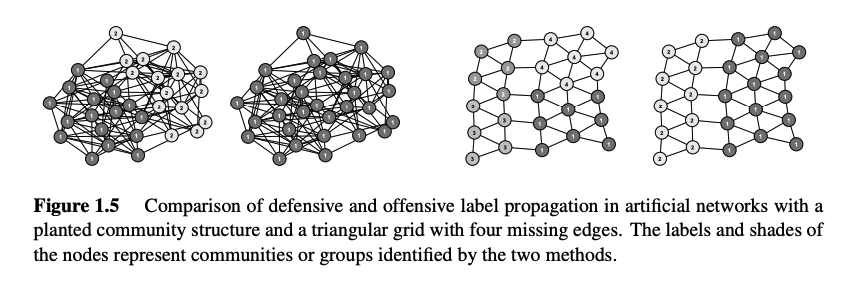 Figure 1.5 Comparison of defensive and offensive label propagation in artificial networks with a
planted community structure and a triangular grid with four missing edges. The labels and shades of
the nodes represent communities or groups identified by the two methods.